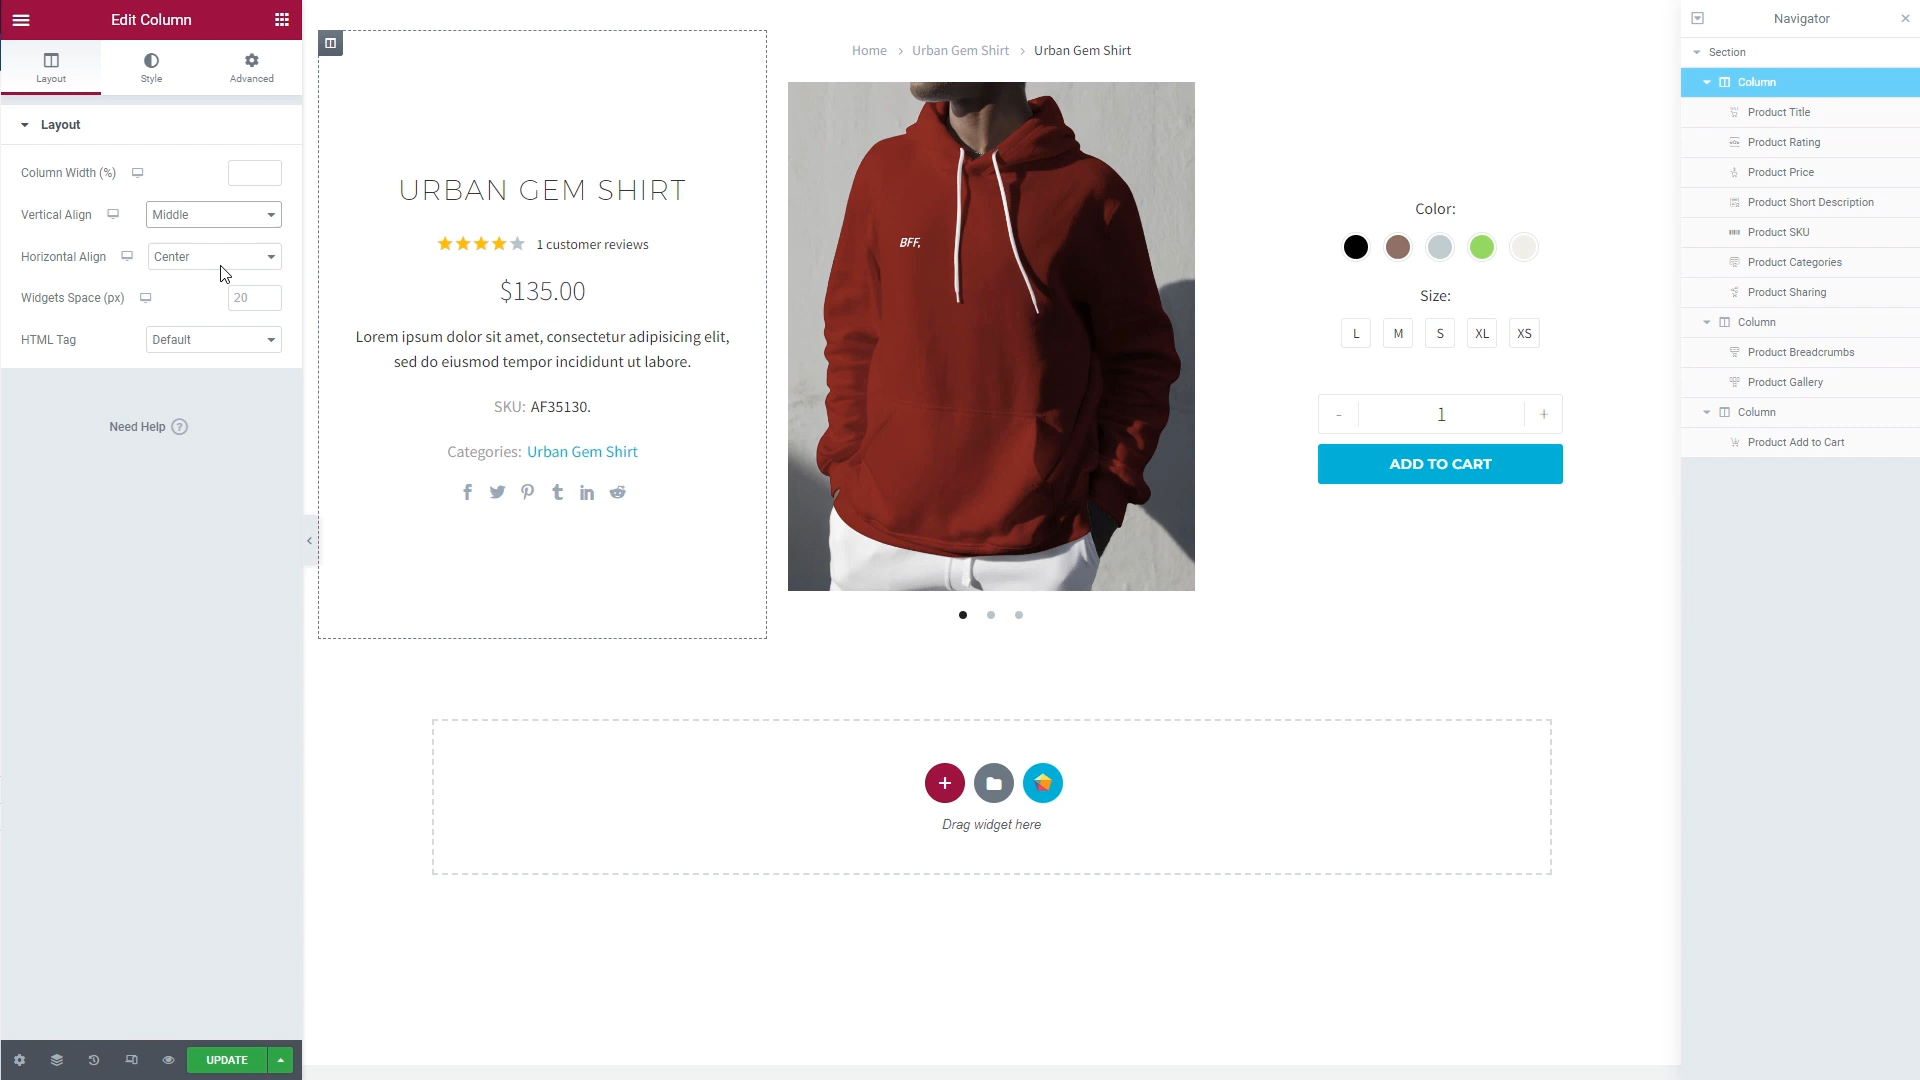 Edit Column
Layout
Style
Advanced
Layout
Column Width (%)
Vertical Align
Middle
Horizontal Align
Center
Widgets Space (px)
20
HTML Tag
Default
Need Help ?
UPDATE
Home > Urban Gem Shirt > Urban Gem Shirt
URBAN GEM SHIRT
1 customer reviews
$135.00
Lorem ipsum dolor sit amet, consectetur adipisicing elit,
sed do eiusmod tempor incididunt ut labore.
SKU: AF35130.
Categories: Urban Gem Shirt
BFF,
Color:
Size:
L M S XL XS
- 1 +
ADD TO CART
Drag widget here
Navigator
Section
Column
Product Title
Product Rating
Product Price
Product Short Description
Product SKU
Product Categories
Product Sharing
Column
Product Breadcrumbs
Product Gallery
Column
Product Add to Cart